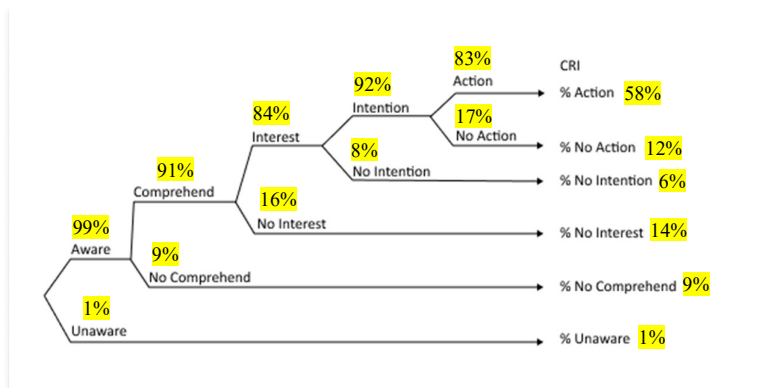 83%
Action
CRI
% Action 58%
92%
Intention
17%
No Action
% No Action 12%
84%
Interest
8%
No Intention
% No Intention 6%
91%
Comprehend
16%
No Interest
% No Interest 14%
99%
Aware
9%
No Comprehend
% No Comprehend 9%
1%
Unaware
% Unaware 1%